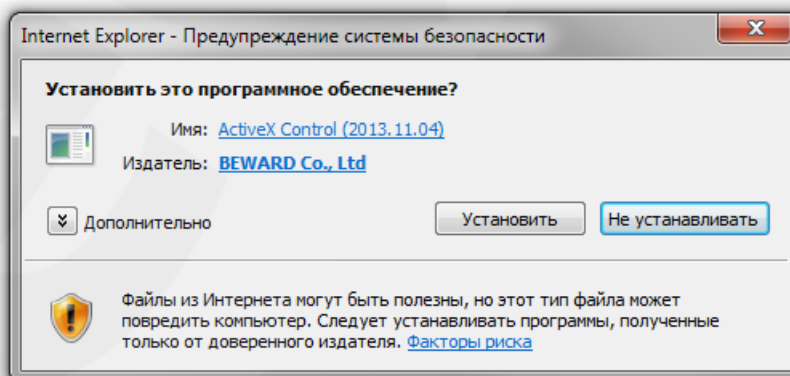 Internet Explorer - Предупреждение системы безопасности
Установить это программное обеспечение?
Имя: ActiveX Control (2013.11.04)
Издатель: BEWARD Co., Ltd
Дополнительно
Установить
Не устанавливать
Файлы из Интернета могут быть полезны, но этот тип файла может
повредить компьютер. Следует устанавливать программы, полученные
только от доверенного издателя. Факторы риска